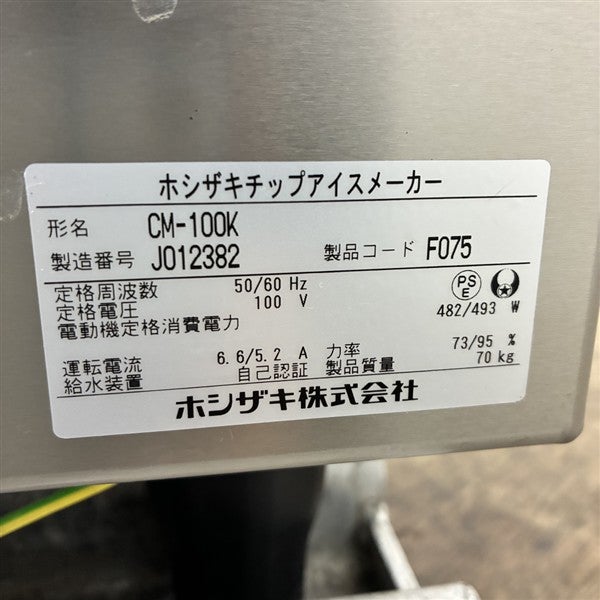 ホシザキチップアイスメーカー
形名 CM-100K
製造番号 J012382 製品コード F075
定格周波数 50/60 Hz
定格電圧 100 V PS E
電動機定格消費電力 482/493 W
運転電流 6.6/5.2 A 力率 73/95 %
給水装置 自己認証 製品質量 70 kg
ホシザキ株式会社